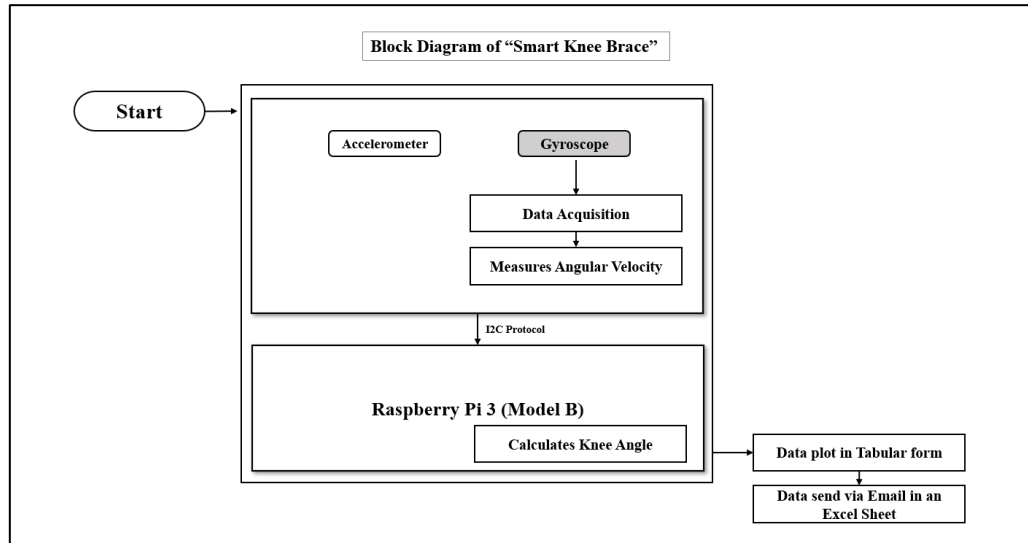 Block Diagram of “Smart Knee Brace”
Start
Accelerometer
Gyroscope
Data Acquisition
Measures Angular Velocity
I2C Protocol
Raspberry Pi 3 (Model B)
Calculates Knee Angle
Data plot in Tabular form
Data send via Email in an
Excel Sheet